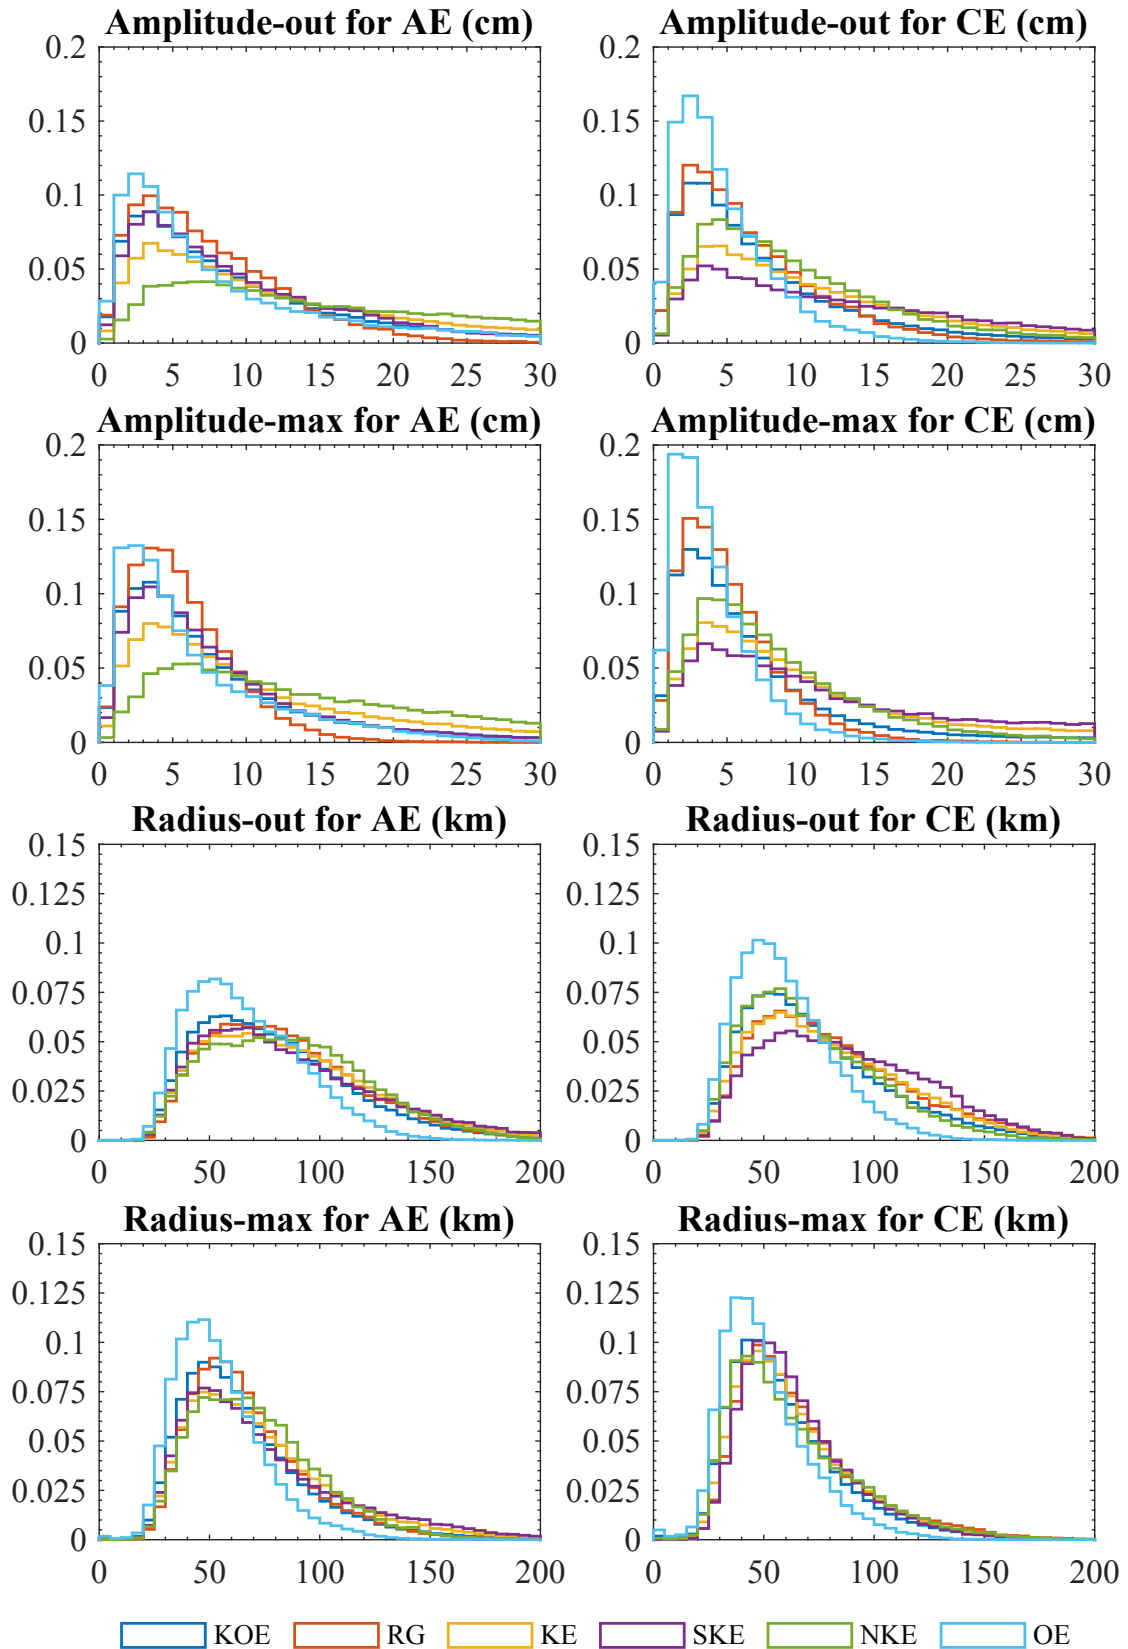 Amplitude-out for AE (cm) Amplitude-out for CE (cm)
0.2 0.2
0.15 0.15
0.1 0.1
0.05 0.05
0 0
0 5 10 15 20 25 30 0 5 10 15 20 25 30
Amplitude-max for AE (cm) Amplitude-max for CE (cm)
0.2 0.2
0.15 0.15
0.1 0.1
0.05 0.05
0 0
0 5 10 15 20 25 30 0 5 10 15 20 25 30
Radius-out for AE (km) Radius-out for CE (km)
0.15 0.15
0.125 0.125
0.1 0.1
0.075 0.075
0.05 0.05
0.025 0.025
0 0
0 50 100 150 200 0 50 100 150 200
Radius-max for AE (km) Radius-max for CE (km)
0.15 0.15
0.125 0.125
0.1 0.1
0.075 0.075
0.05 0.05
0.025 0.025
0 0
0 50 100 150 200 0 50 100 150 200
KOE RG KE SKE NKE OE